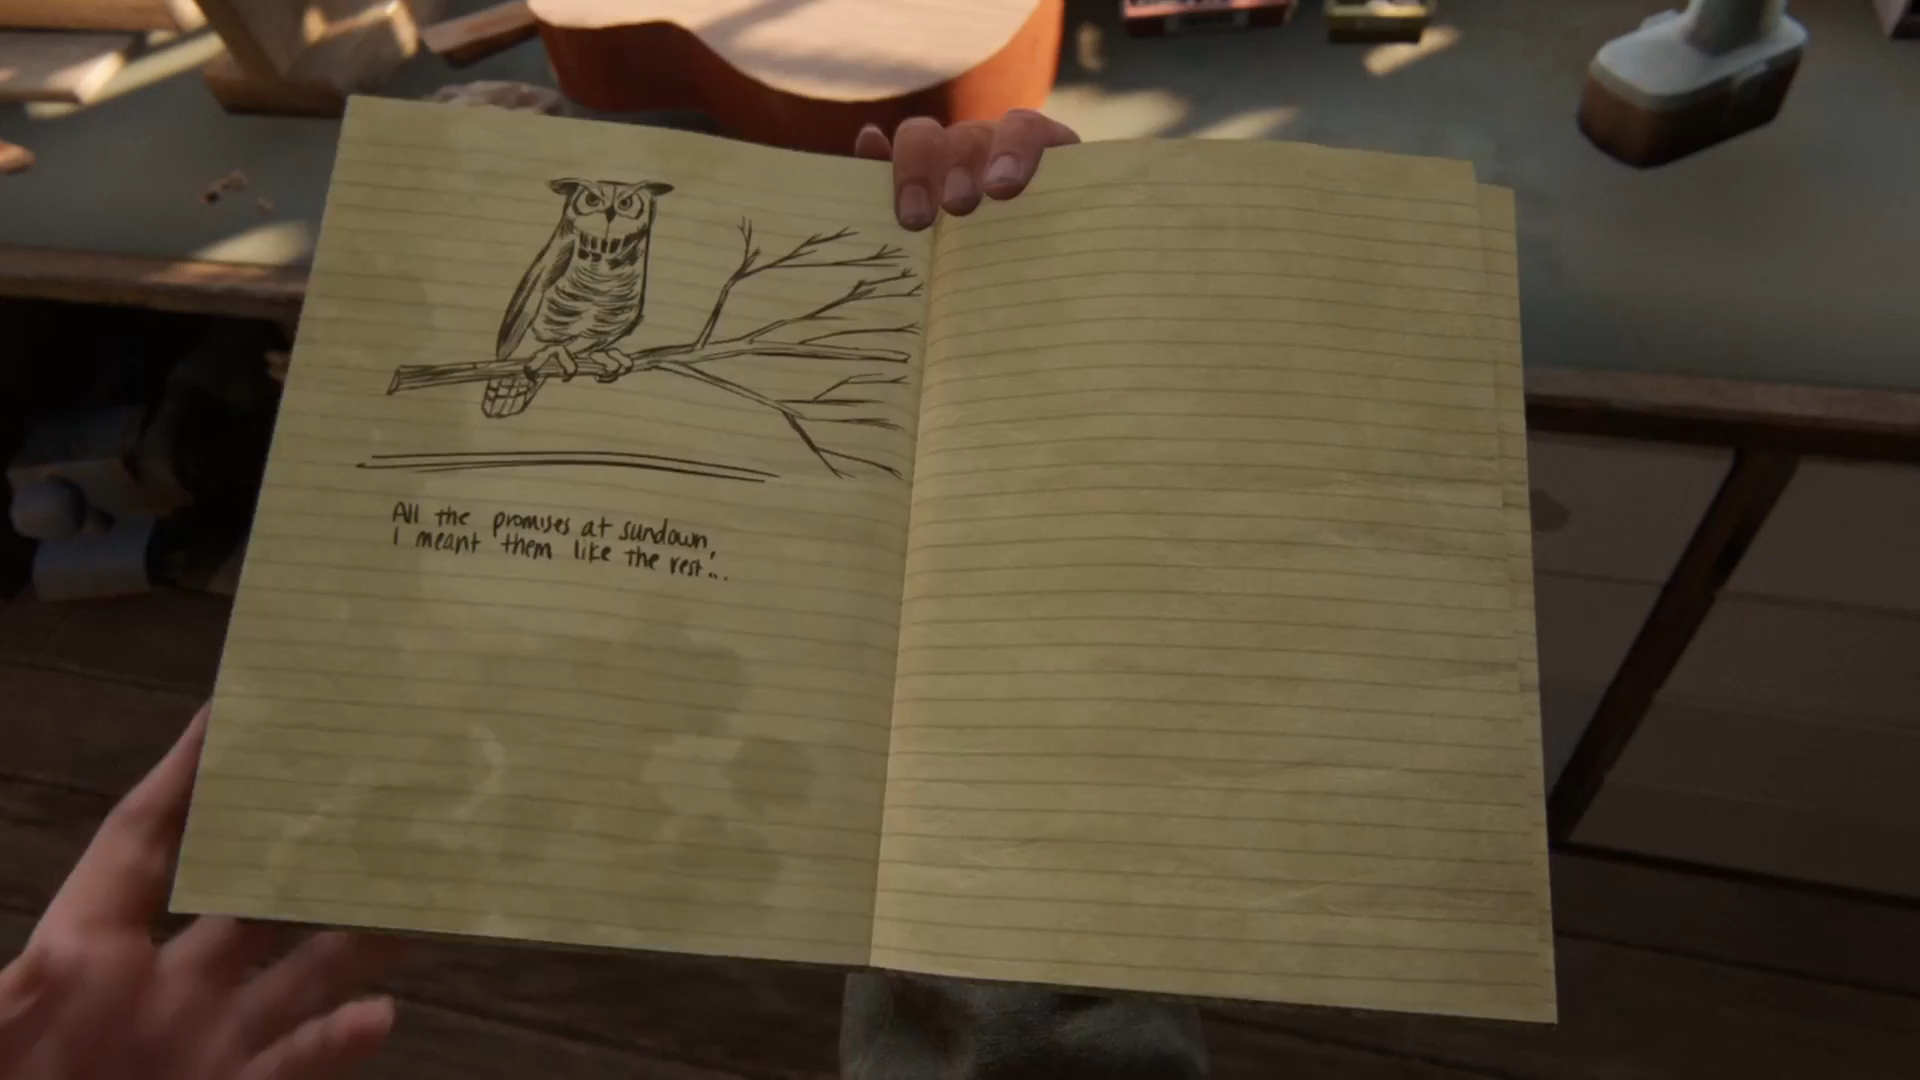 All the promises at sundown,
I meant them like the rest...